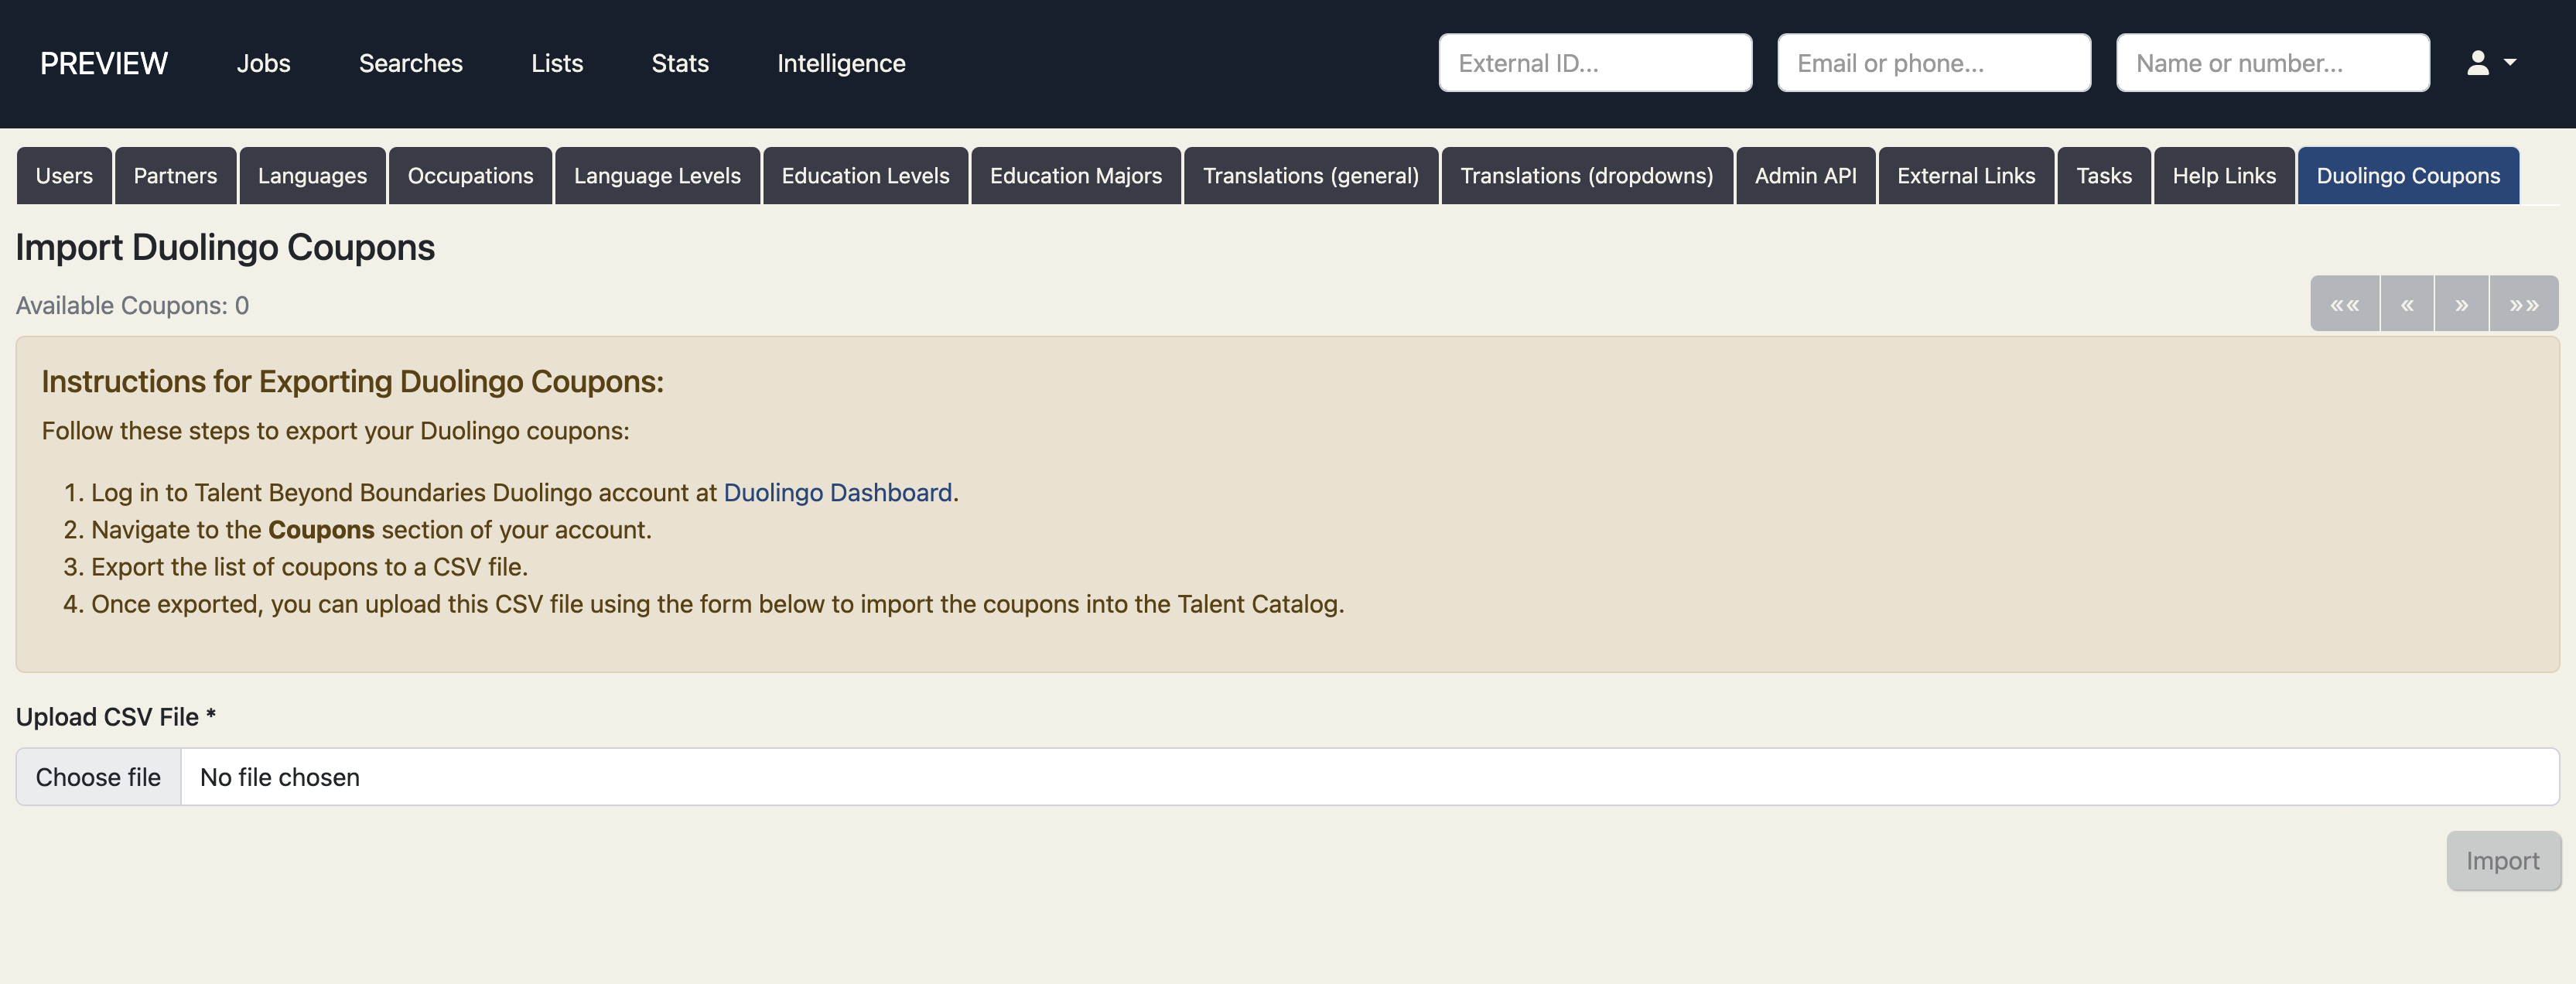 PREVIEW Jobs Searches Lists Stats Intelligence External ID... Email or phone... Name or number...
Users Partners Languages Occupations Language Levels Education Levels Education Majors Translations (general) Translations (dropdowns) Admin API External Links Tasks Help Links Duolingo Coupons
Import Duolingo Coupons
Available Coupons: 0 «« « » »»
Instructions for Exporting Duolingo Coupons:
Follow these steps to export your Duolingo coupons:
1. Log in to Talent Beyond Boundaries Duolingo account at Duolingo Dashboard.
2. Navigate to the Coupons section of your account.
3. Export the list of coupons to a CSV file.
4. Once exported, you can upload this CSV file using the form below to import the coupons into the Talent Catalog.
Upload CSV File *
Choose file No file chosen
Import